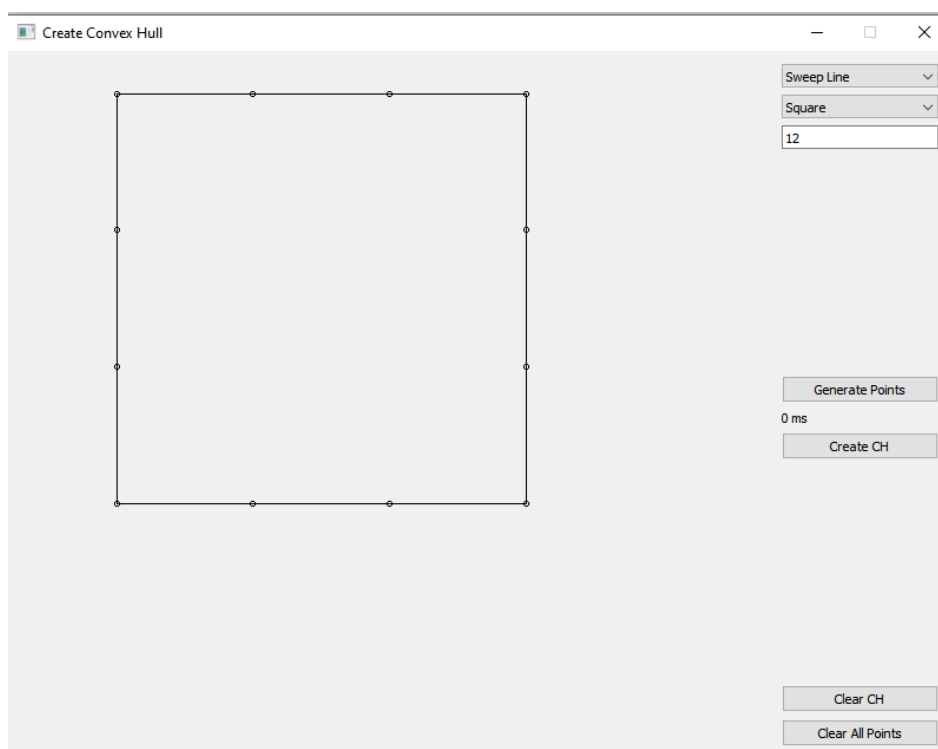 Create Convex Hull
Sweep Line
Square
12
Generate Points
0 ms
Create CH
Clear CH
Clear All Points